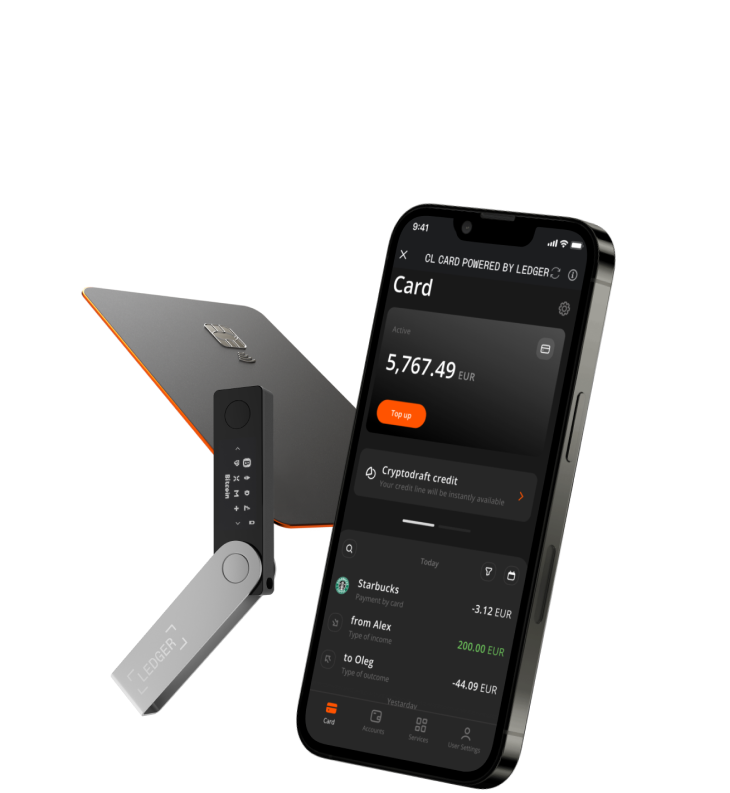 9:41
CL CARD POWERED BY LEDGER
Card
Active
5,767.49 EUR
Top up
Cryptodraft credit
Your credit line will be instantly available
Today
Starbucks
Payment by card
-3.12 EUR
from Alex
Type of income
200.00 EUR
to Oleg
Type of outcome
-44.09 EUR
Yestarday
Card
Accounts
Services
User Settings
Bitcoin
LEDGER